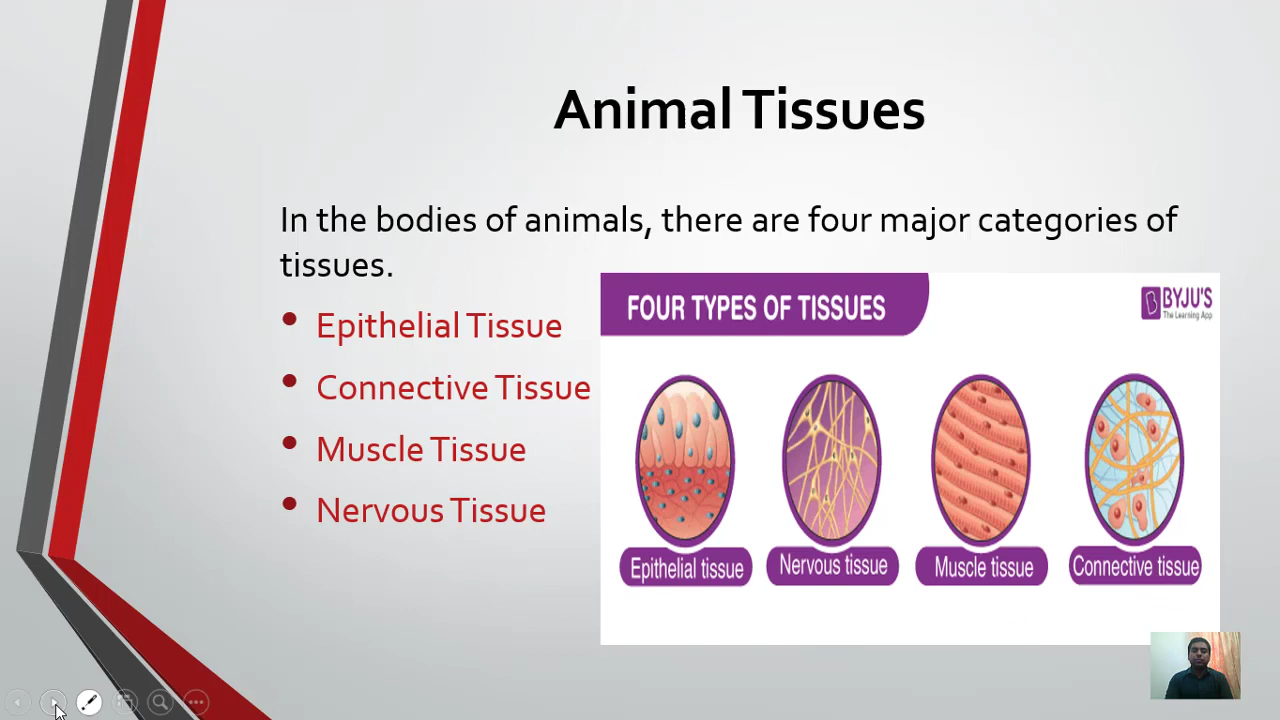 Animal Tissues
In the bodies of animals, there are four major categories of
tissues.
• Epithelial Tissue
• Connective Tissue
• Muscle Tissue
• Nervous Tissue
FOUR TYPES OF TISSUES
BYJU'S
The Learning App
Epithelial tissue
Nervous tissue
Muscle tissue
Connective tissue